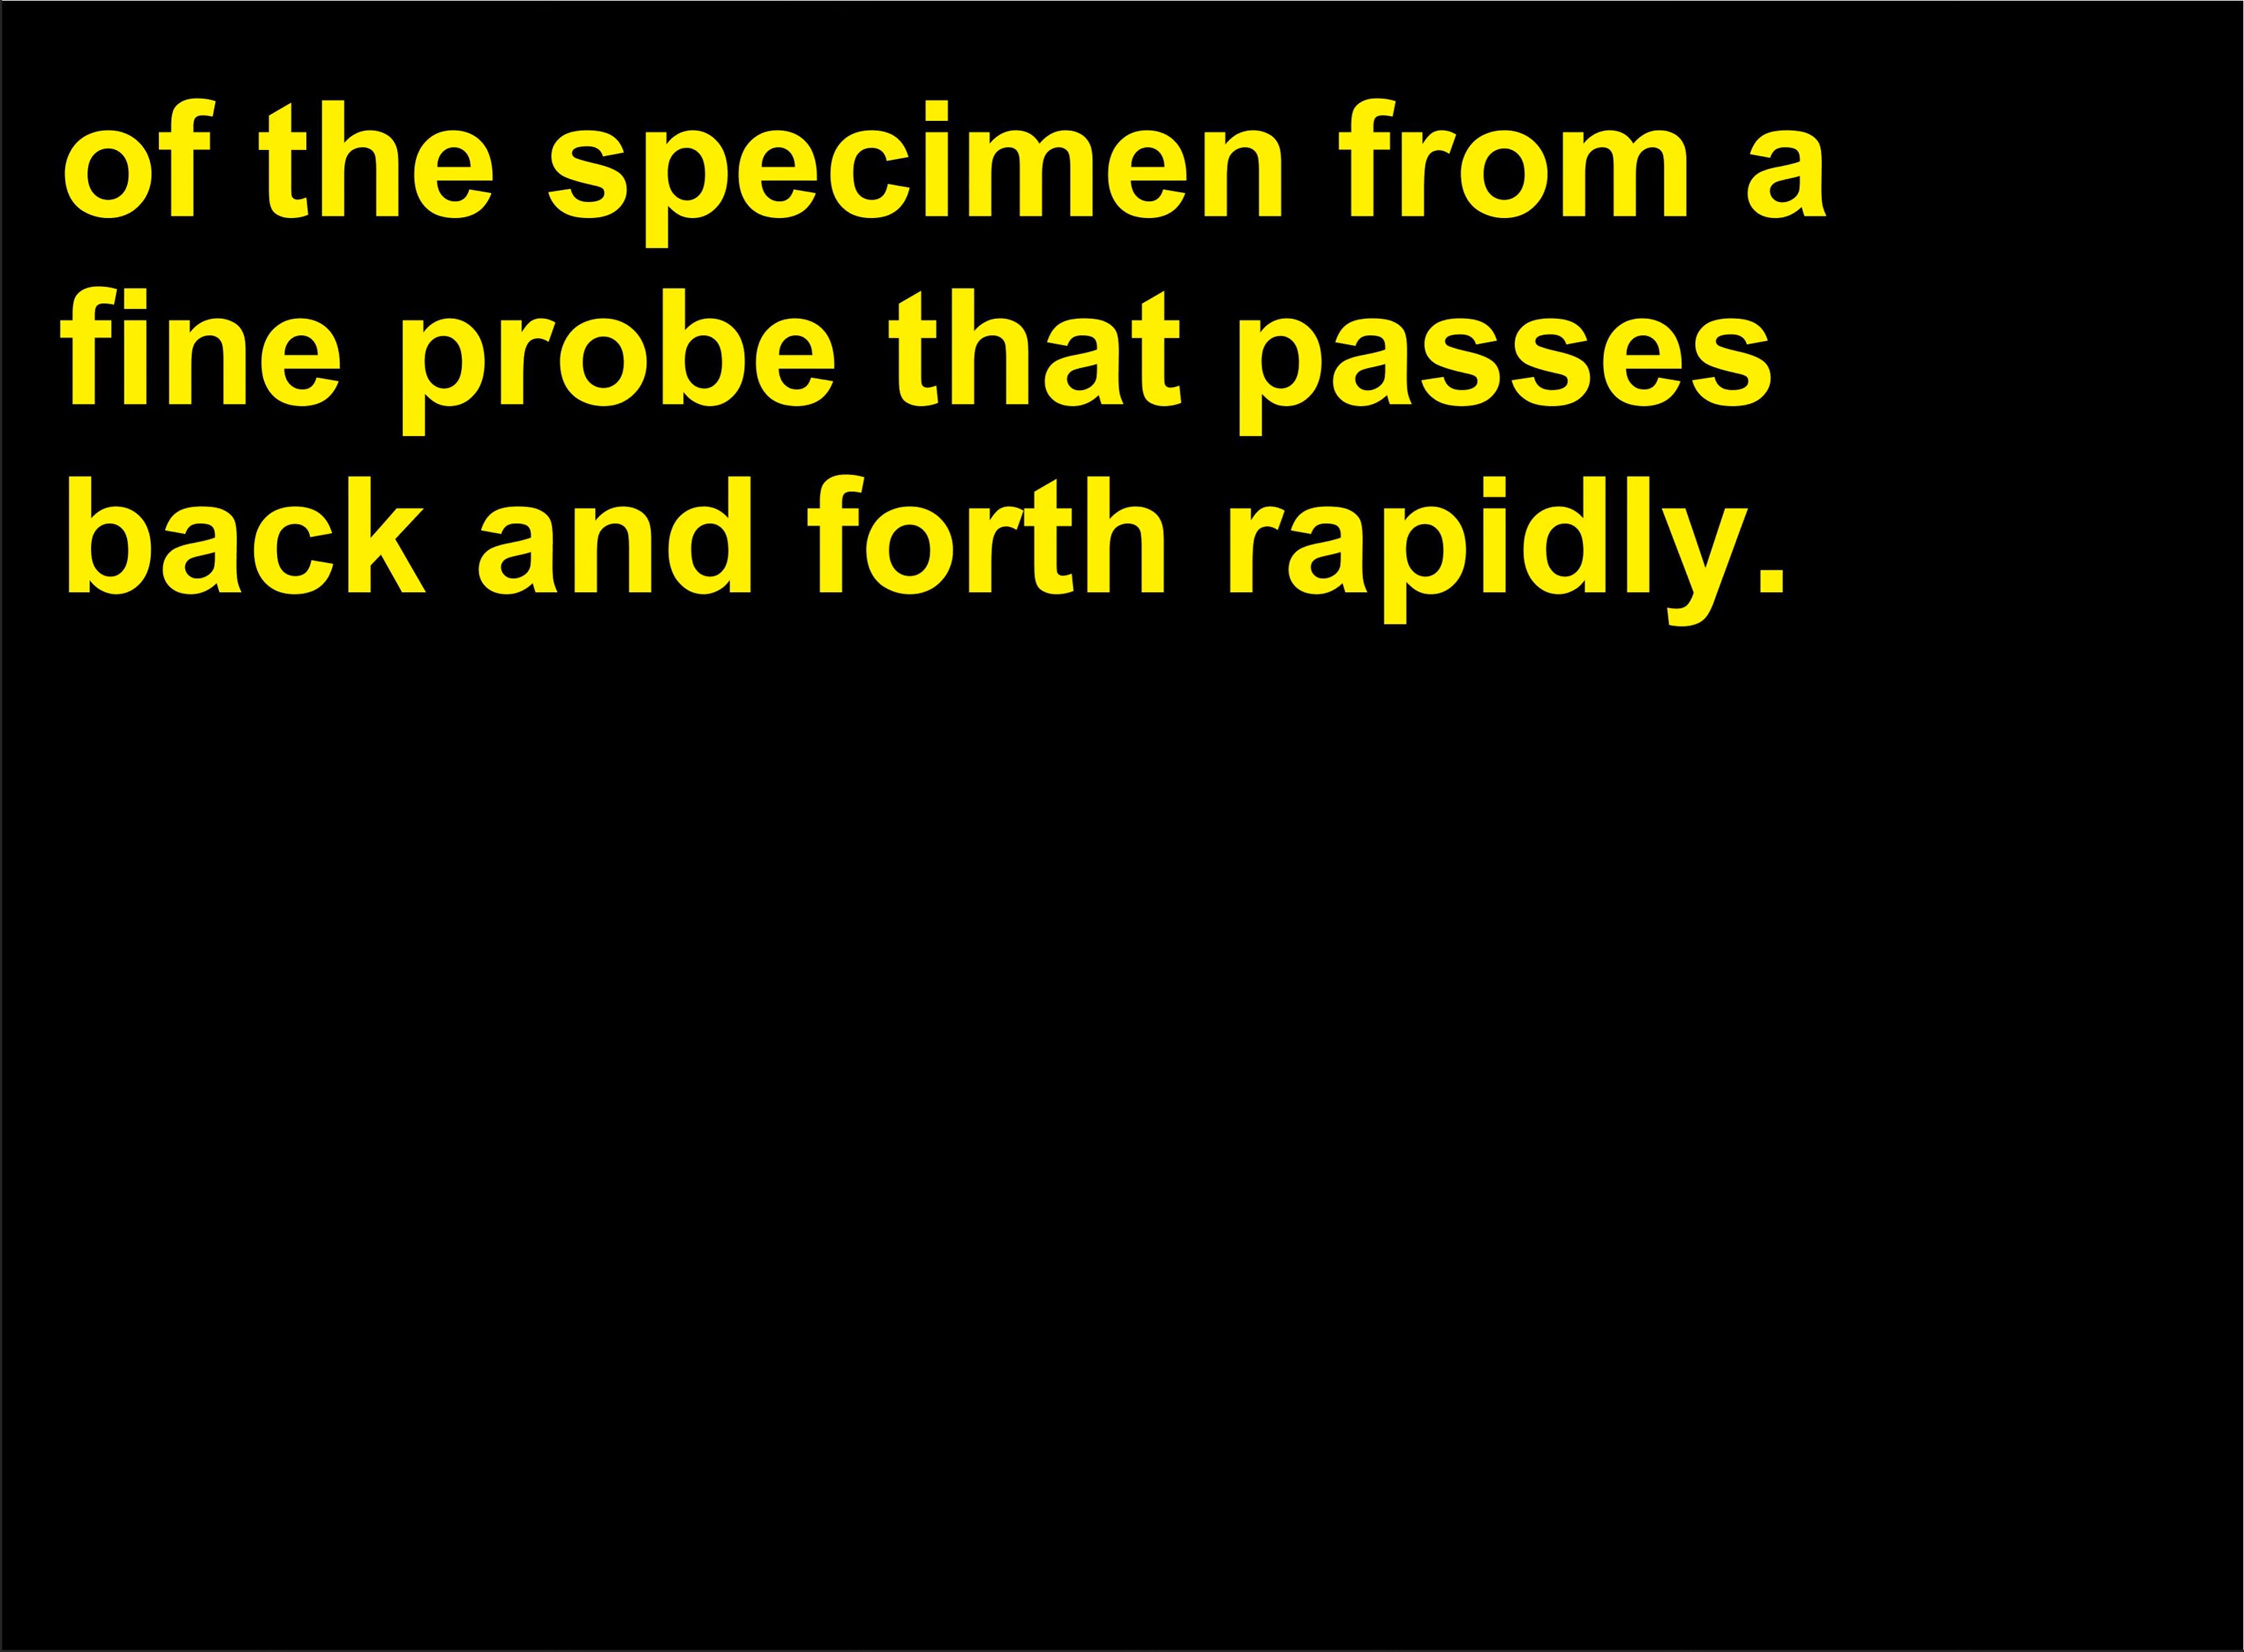 of the specimen from a
fine probe that passes
back and forth rapidly.